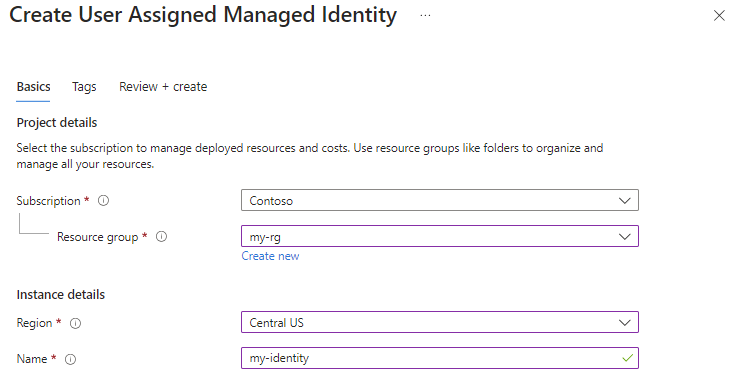 Create User Assigned Managed Identity ...
Basics Tags Review + create
Project details
Select the subscription to manage deployed resources and costs. Use resource groups like folders to organize and
manage all your resources.
Subscription * Contoso
Resource group * my-rg
Create new
Instance details
Region * Central US
Name * my-identity